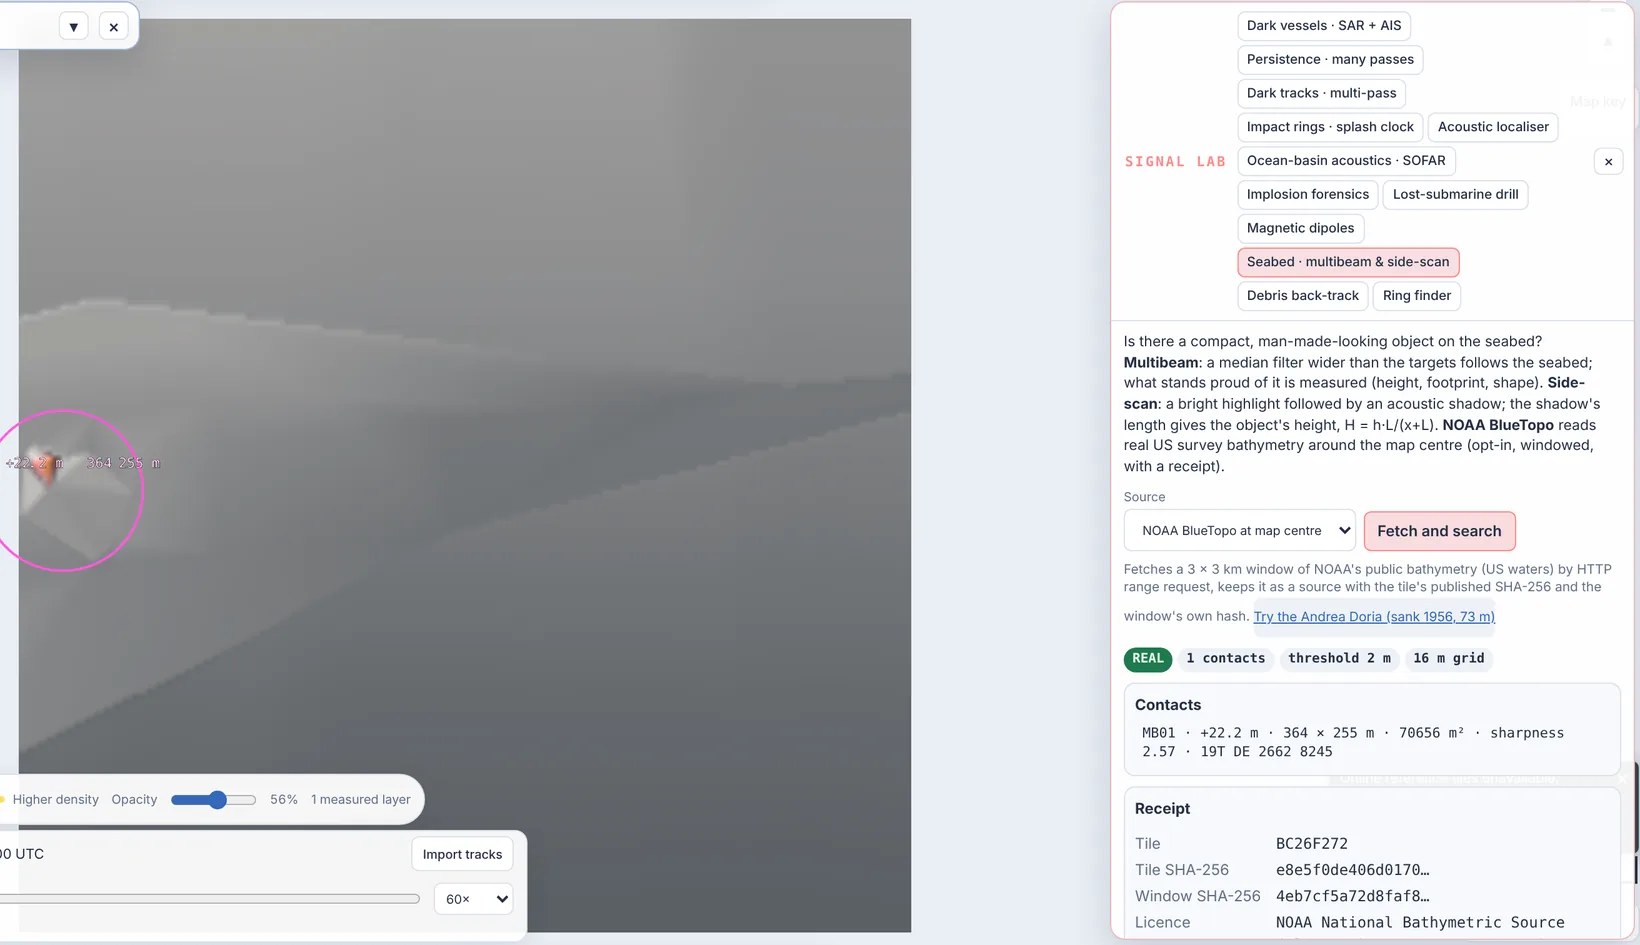 ▼ ×
+22.2 m 364 255 m
Higher density Opacity 56% 1 measured layer
00 UTC
Import tracks
60×
Map key
SIGNAL LAB
Dark vessels · SAR + AIS
Persistence · many passes
Dark tracks · multi-pass
Impact rings · splash clock Acoustic localiser
Ocean-basin acoustics · SOFAR
×
Implosion forensics Lost-submarine drill
Magnetic dipoles
Seabed · multibeam & side-scan
Debris back-track Ring finder
Is there a compact, man-made-looking object on the seabed?
Multibeam: a median filter wider than the targets follows the seabed;
what stands proud of it is measured (height, footprint, shape). Side-
scan: a bright highlight followed by an acoustic shadow; the shadow's
length gives the object's height, H = h·L/(x+L). NOAA BlueTopo reads
real US survey bathymetry around the map centre (opt-in, windowed,
with a receipt).
Source
NOAA BlueTopo at map centre Fetch and search
Fetches a 3 × 3 km window of NOAA's public bathymetry (US waters) by HTTP
range request, keeps it as a source with the tile's published SHA-256 and the
window's own hash. Try the Andrea Doria (sank 1956, 73 m)
REAL 1 contacts threshold 2 m 16 m grid
Contacts
MB01 · +22.2 m · 364 × 255 m · 70656 m² · sharpness
2.57 · 19T DE 2662 8245
Receipt
Tile BC26F272
Tile SHA-256 e8e5f0de406d0170…
Window SHA-256 4eb7cf5a72d8faf8…
Licence NOAA National Bathymetric Source